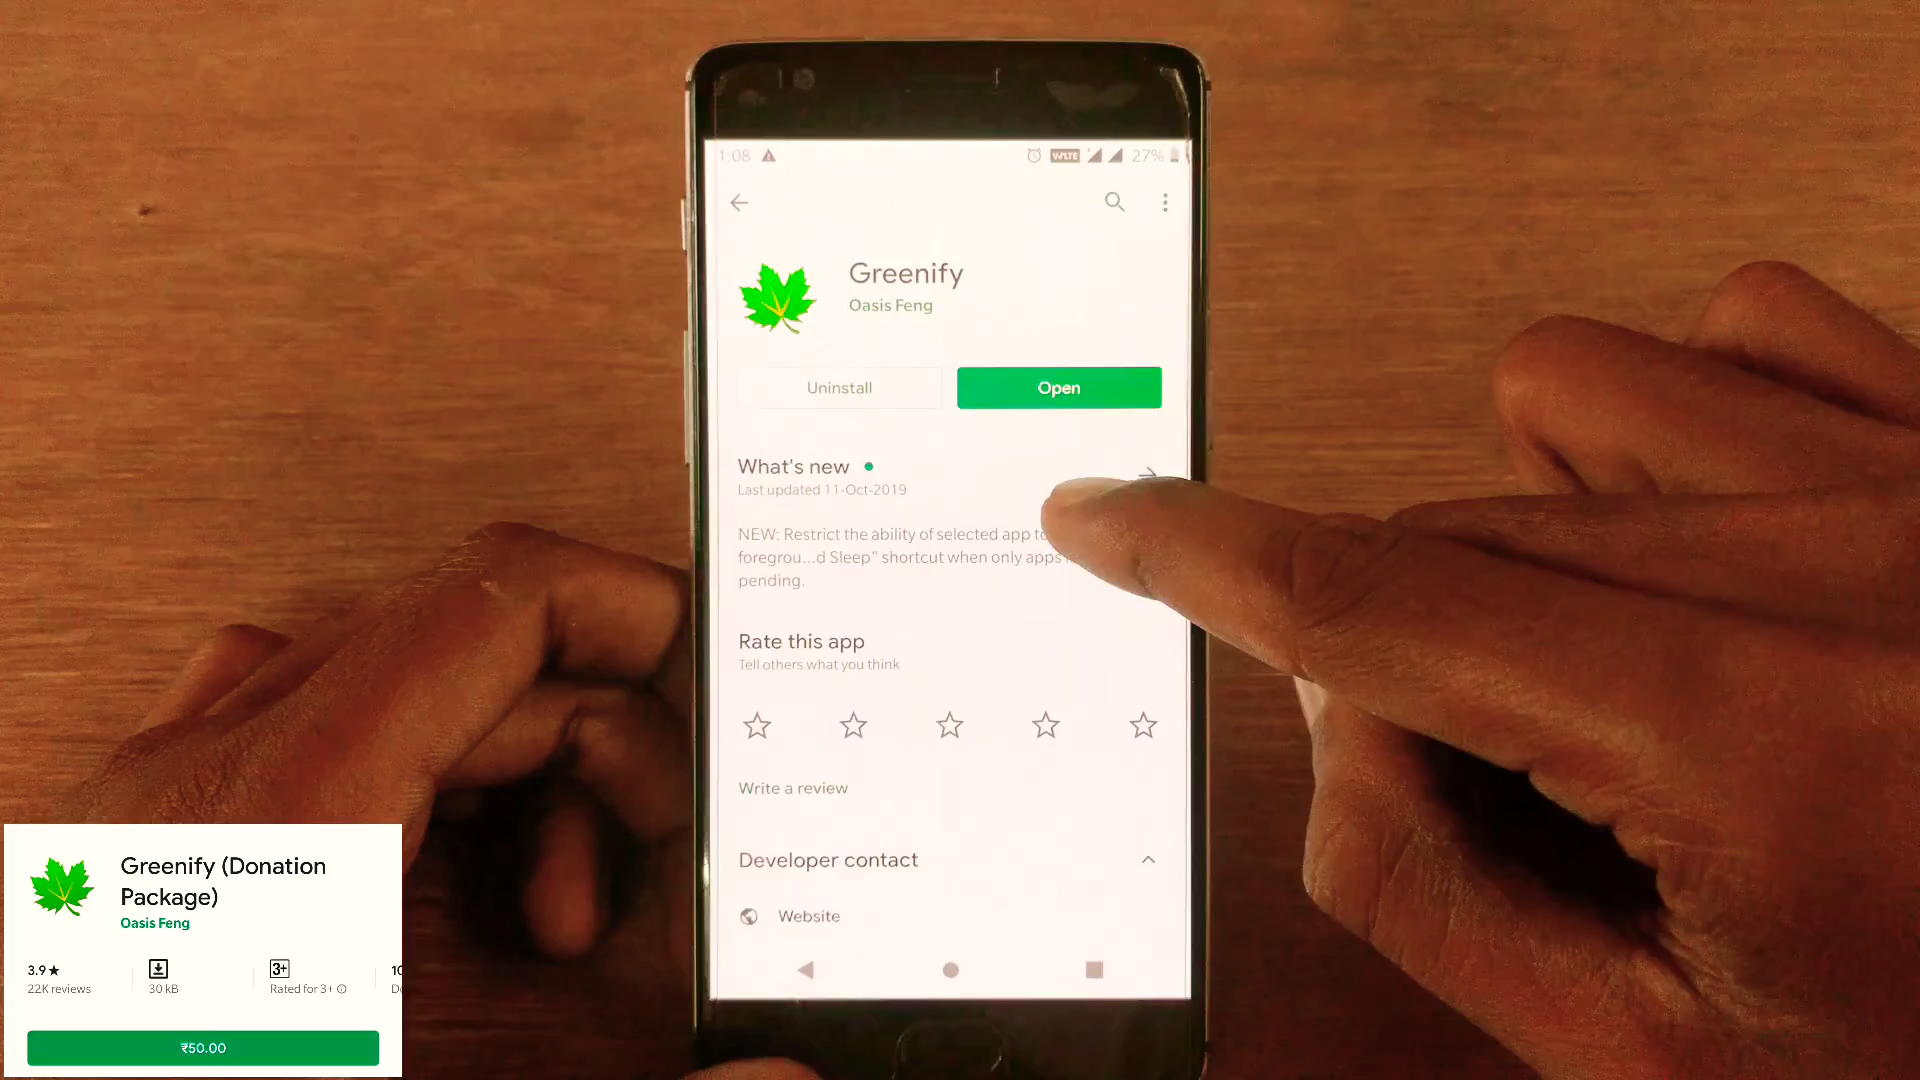 1:08
VoLTE
27%
Greenify
Oasis Feng
Uninstall
Open
What's new
Last updated 11-Oct-2019
NEW: Restrict the ability of selected app to
foregrou...d Sleep" shortcut when only apps
pending.
Rate this app
Tell others what you think
Write a review
Developer contact
Website
Greenify (Donation
Package)
Oasis Feng
3.9★
22K reviews
30 kB
3+
Rated for 3+
₹50.00